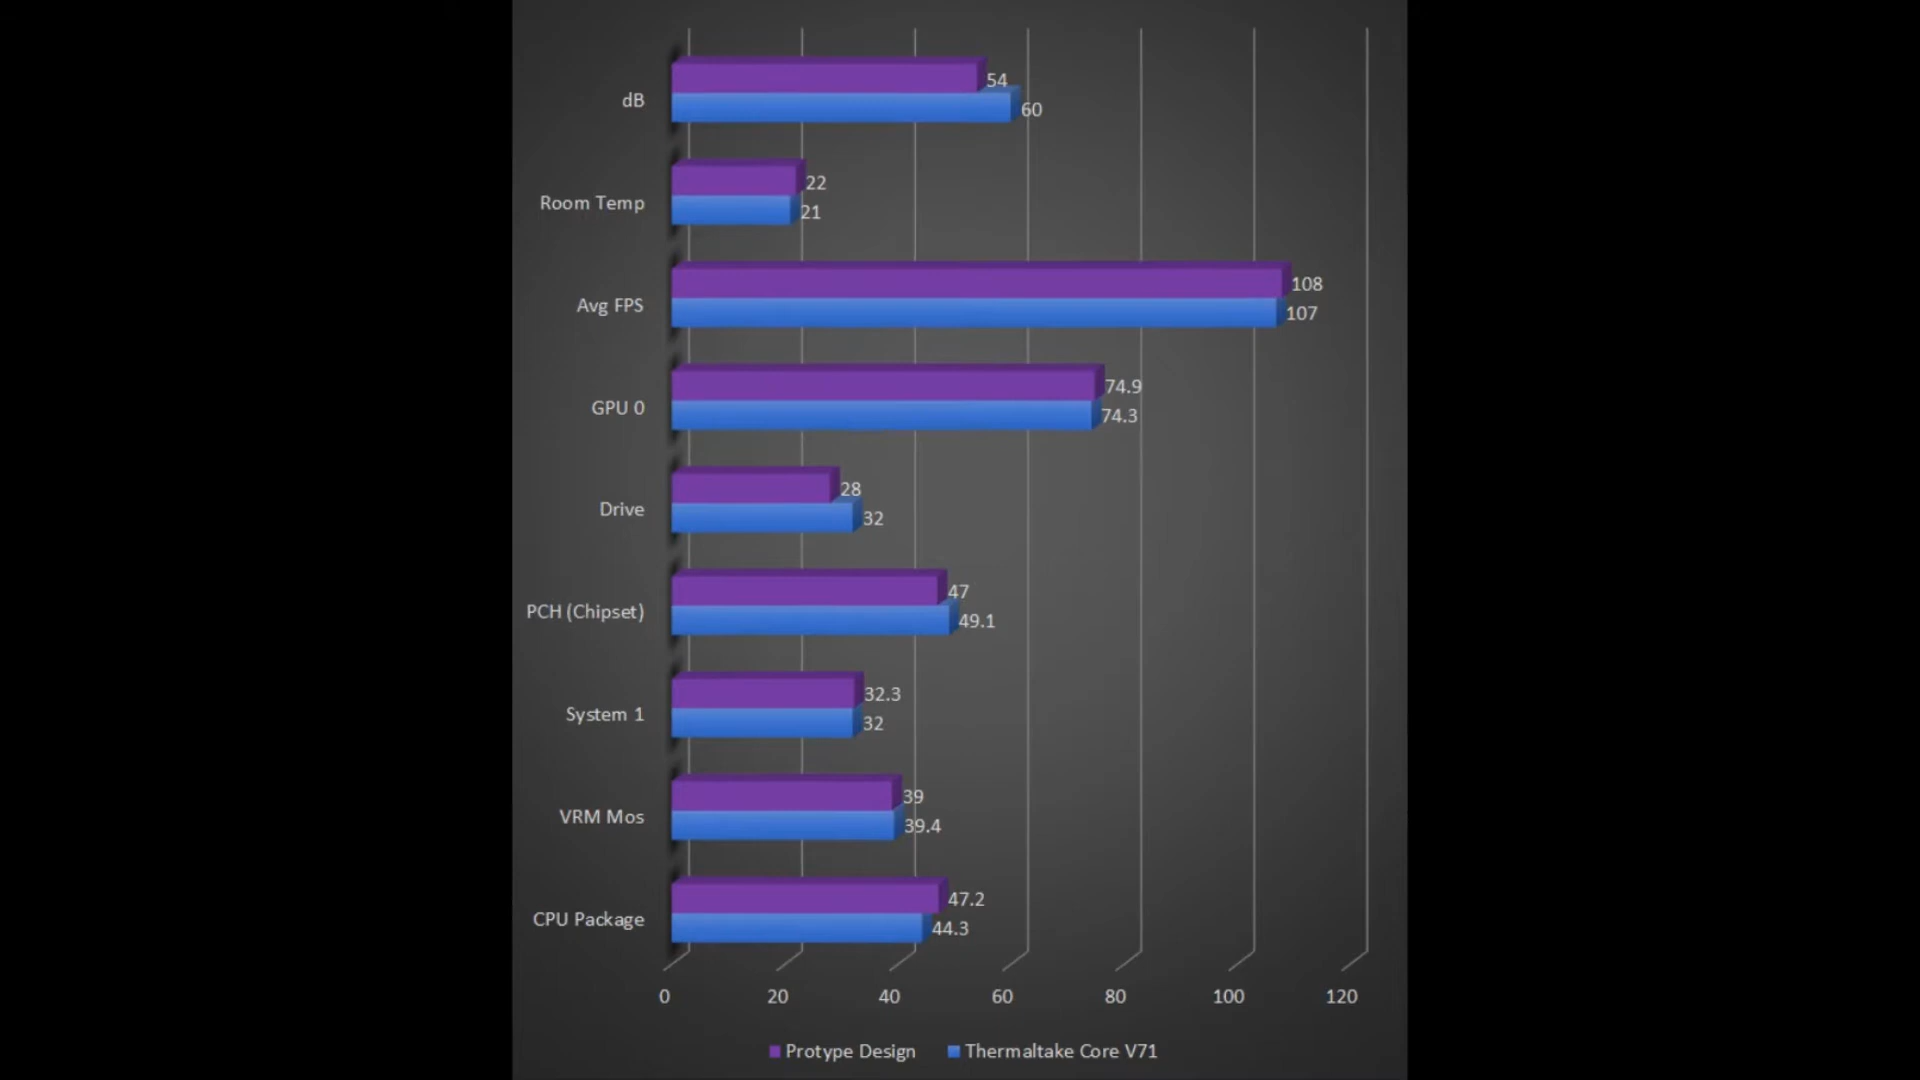 54
dB
60
22
Room Temp
21
108
Avg FPS
107
74.9
GPU 0
74.3
28
Drive
32
47
PCH (Chipset)
49.1
32.3
System 1
32
39
VRM Mos
39.4
47.2
CPU Package
44.3
0 20 40 60 80 100 120
Protype Design Thermaltake Core V71